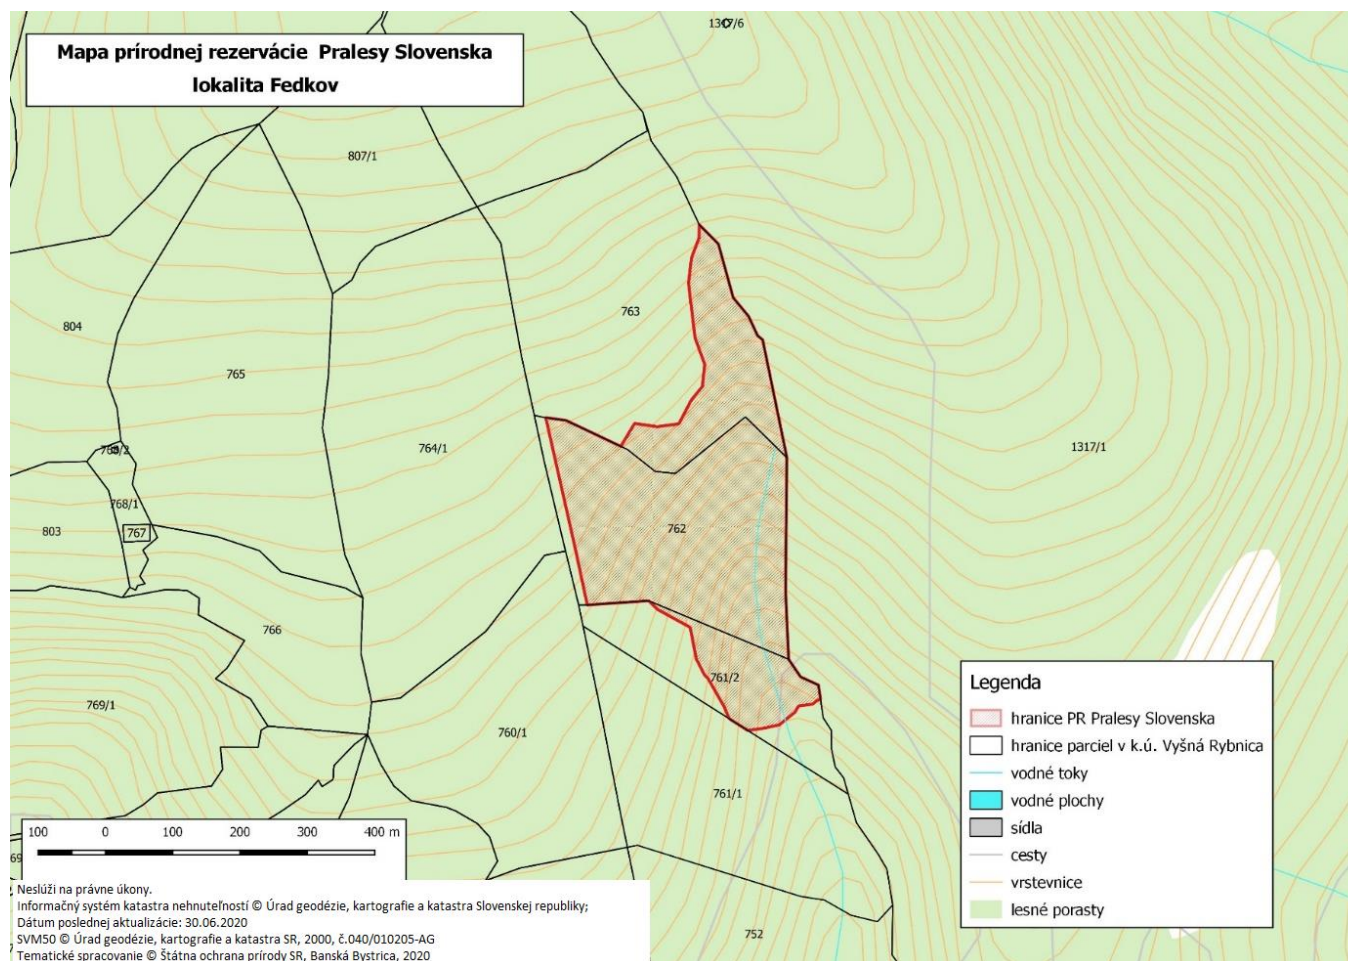 Mapa prírodnej rezervácie  Pralesy Slovenska
lokalita Fedkov
1317/6
807/1
763
804
765
764/1
1317/1
768/1
803
767
762
766
761/2
769/1
760/1
761/1
752
Legenda
hranice PR Pralesy Slovenska
hranice parciel v k.ú. Vyšná Rybnica
vodné toky
vodné plochy
sídla
cesty
vrstevnice
lesné porasty
100 0 100 200 300 400 m
Neslúži na právne úkony.
Informačný systém katastra nehnuteľností © Úrad geodézie, kartografie a katastra Slovenskej republiky;
Dátum poslednej aktualizácie: 30.06.2020
SVM50 © Úrad geodézie, kartografie a katastra SR, 2000, č.040/010205-AG
Tematické spracovanie © Štátna ochrana prírody SR, Banská Bystrica, 2020